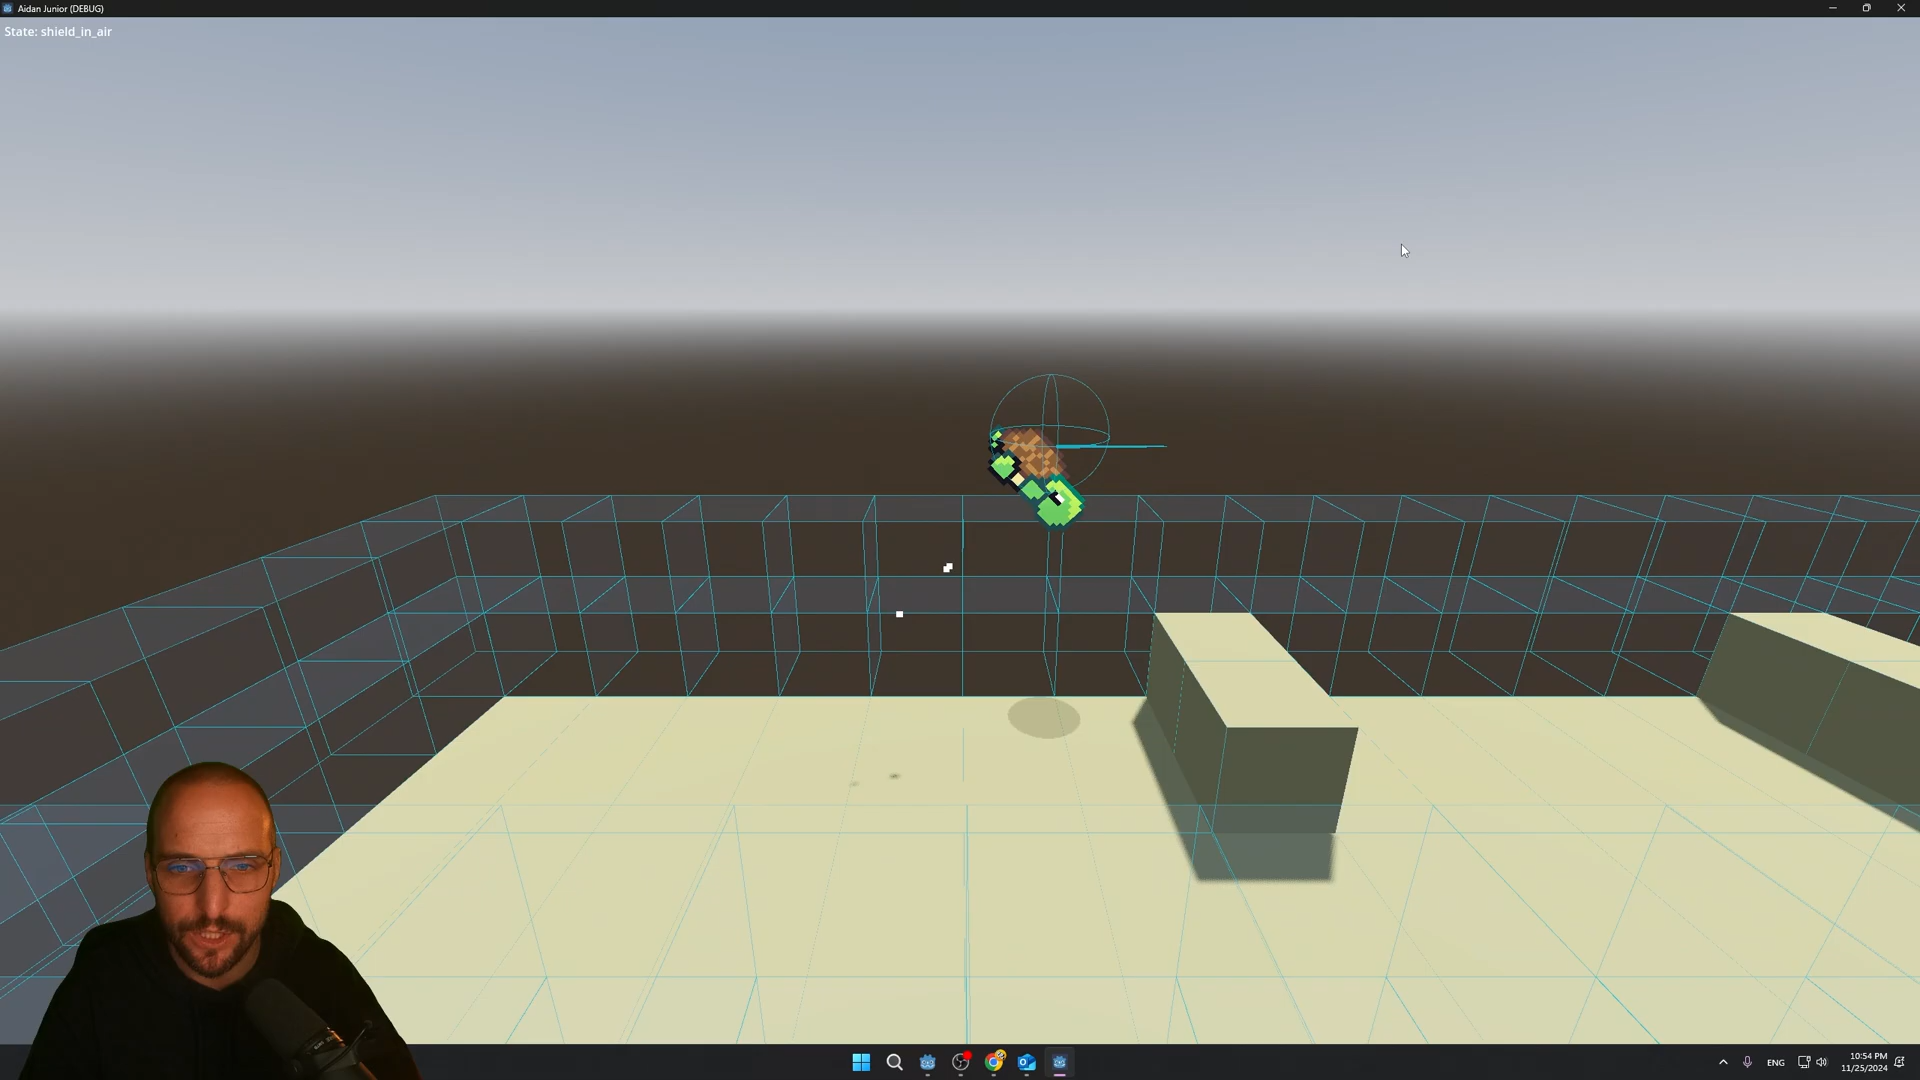 Aidan Junior (DEBUG)
State: shield_in_air
ENG
10:54 PM
11/25/2024